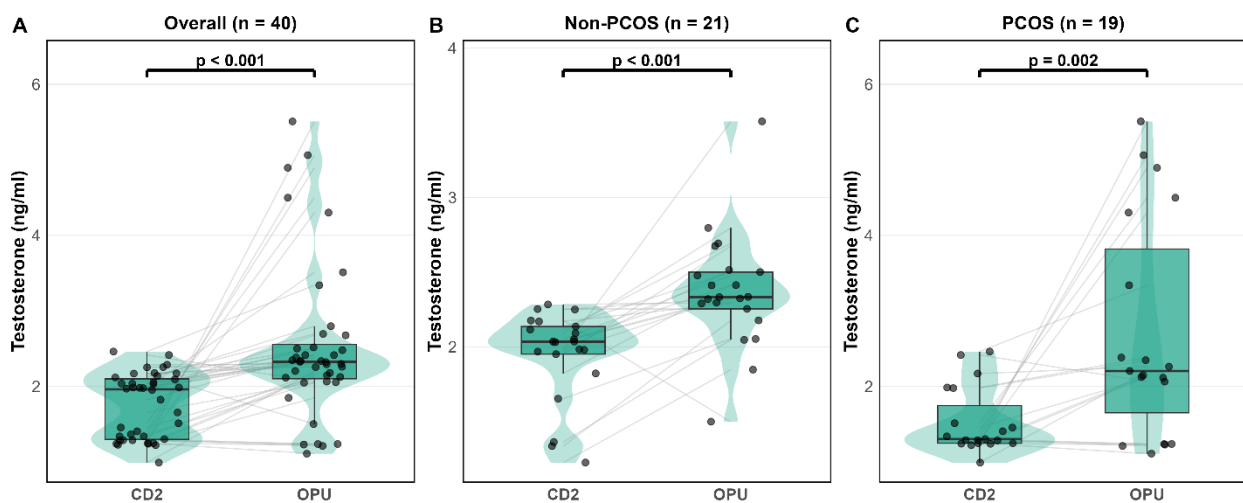 A
Overall (n = 40)
p < 0.001
Testosterone (ng/ml)
6
4
2
CD2
OPU
B
Non-PCOS (n = 21)
p < 0.001
Testosterone (ng/ml)
4
3
2
CD2
OPU
C
PCOS (n = 19)
p = 0.002
Testosterone (ng/ml)
6
4
2
CD2
OPU